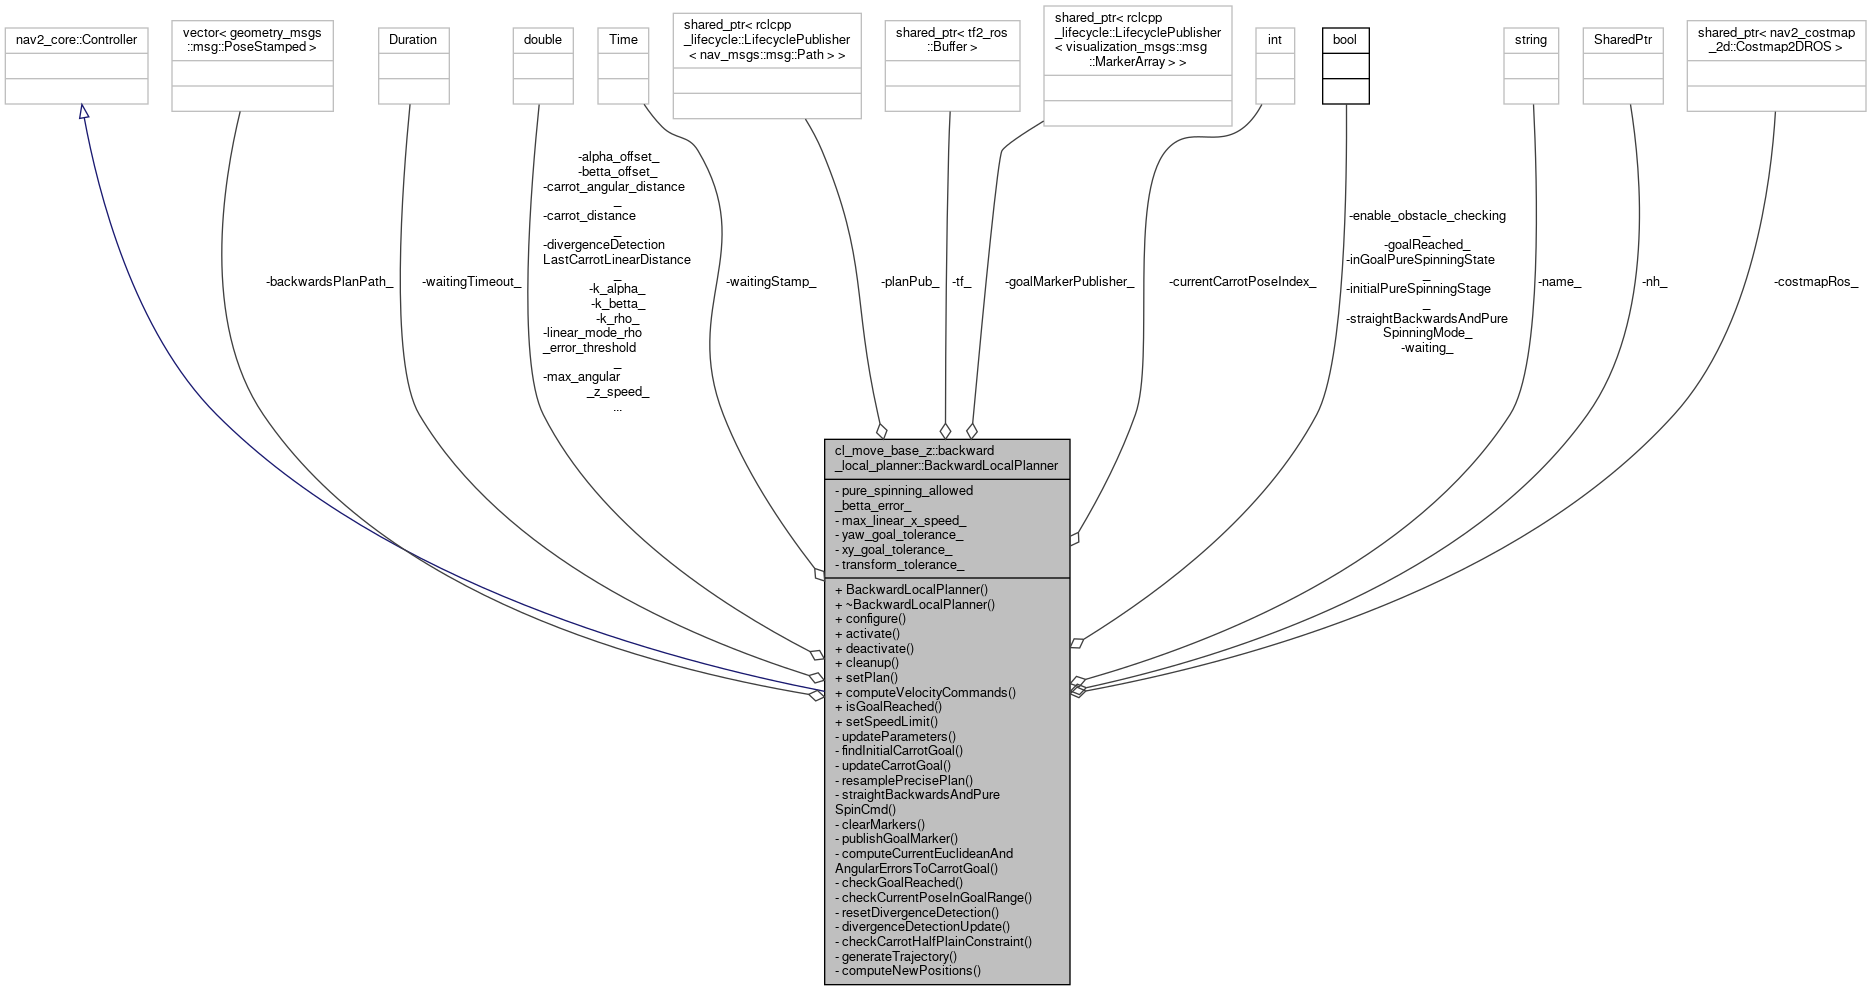 nav2_core::Controller
vector< geometry_msgs
::msg::PoseStamped >
Duration
double
Time
shared_ptr< rclcpp
_lifecycle::LifecyclePublisher
< nav_msgs::msg::Path > >
shared_ptr< tf2_ros
::Buffer >
shared_ptr< rclcpp
_lifecycle::LifecyclePublisher
< visualization_msgs::msg
::MarkerArray > >
int
bool
string
SharedPtr
shared_ptr< nav2_costmap
_2d::Costmap2DROS >
-backwardsPlanPath_
-waitingTimeout_
-alpha_offset_
-betta_offset_
-carrot_angular_distance
_
-carrot_distance
_
-divergenceDetection
LastCarrotLinearDistance
_
-k_alpha_
-k_betta_
-k_rho_
-linear_mode_rho
_error_threshold
_
-max_angular
_z_speed_
...
-waitingStamp_
-planPub_
-tf_
-goalMarkerPublisher_
-currentCarrotPoseIndex_
-enable_obstacle_checking
_
-goalReached_
-inGoalPureSpinningState
_
-initialPureSpinningStage
_
-straightBackwardsAndPure
SpinningMode_
-waiting_
-name_
-nh_
-costmapRos_
cl_move_base_z::backward
_local_planner::BackwardLocalPlanner
- pure_spinning_allowed
_betta_error_
- max_linear_x_speed_
- yaw_goal_tolerance_
- xy_goal_tolerance_
- transform_tolerance_
+ BackwardLocalPlanner()
+ ~BackwardLocalPlanner()
+ configure()
+ activate()
+ deactivate()
+ cleanup()
+ setPlan()
+ computeVelocityCommands()
+ isGoalReached()
+ setSpeedLimit()
- updateParameters()
- findInitialCarrotGoal()
- updateCarrotGoal()
- resamplePrecisePlan()
- straightBackwardsAndPure
SpinCmd()
- clearMarkers()
- publishGoalMarker()
- computeCurrentEuclideanAnd
AngularErrorsToCarrotGoal()
- checkGoalReached()
- checkCurrentPoseInGoalRange()
- resetDivergenceDetection()
- divergenceDetectionUpdate()
- checkCarrotHalfPlainConstraint()
- generateTrajectory()
- computeNewPositions()